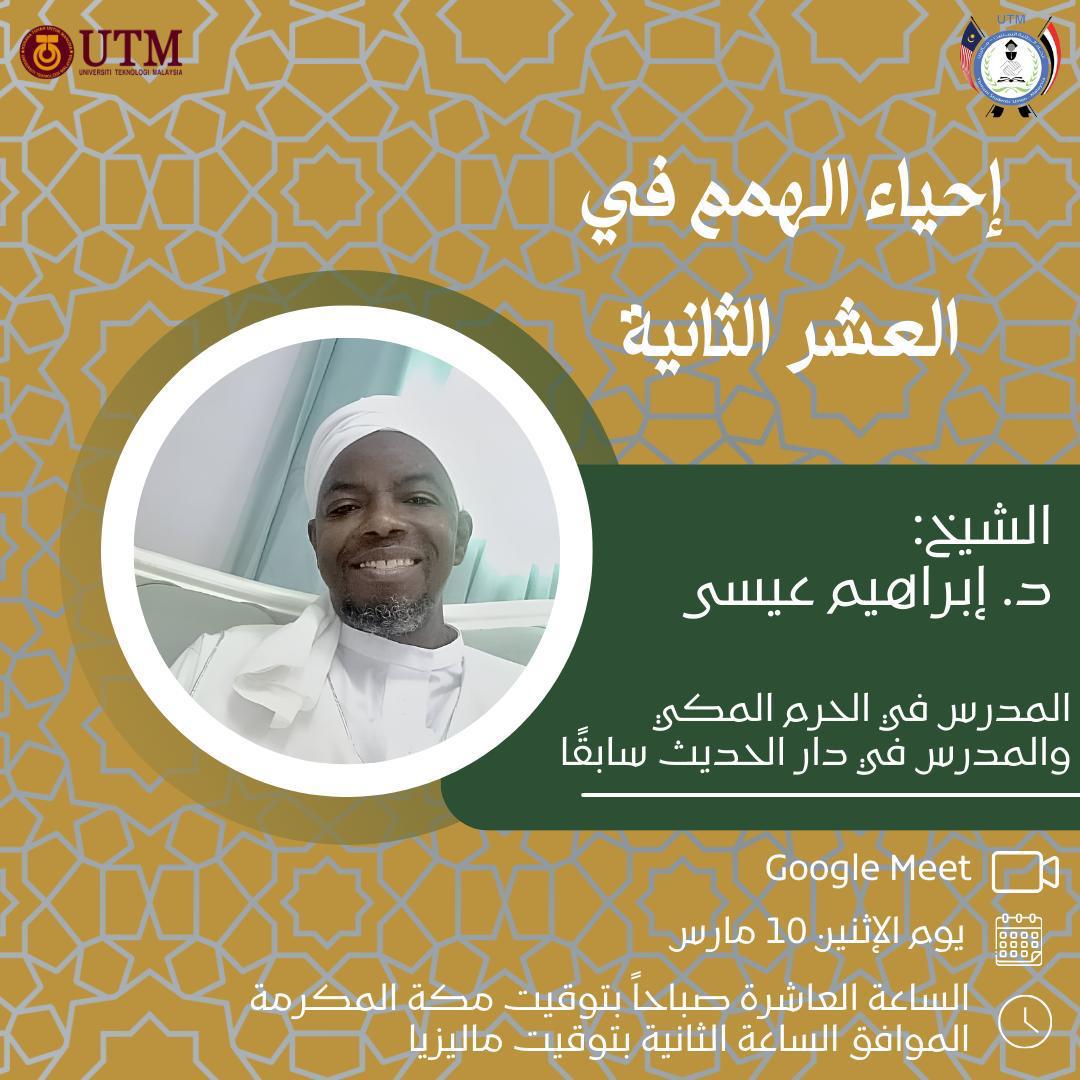 UTM
UNIVERSITI TEKNOLOGI MALAYSIA
UTM
إحياء الهمم في
العشر الثانية
الشيخ:
د. إبراهيم عيسى
المدرس في الحرم المكي
والمدرس في دار الحديث سابقًا
Google Meet
يوم الإثنين 10 مارس
الساعة العاشرة صباحاً بتوقيت مكة المكرمة
الموافق الساعة الثانية بتوقيت ماليزيا